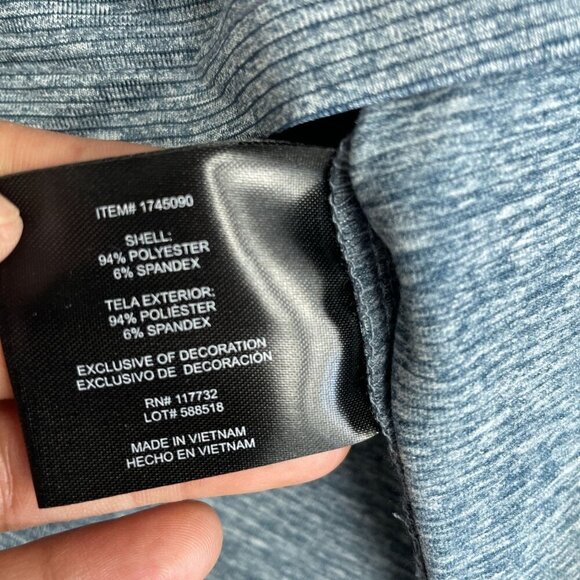 ITEM# 1745090
SHELL:
94% POLYESTER
6% SPANDEX
TELA EXTERIOR:
94% POLIÉSTER
6% SPANDEX
EXCLUSIVE OF DECORATION
EXCLUSIVO DE DECORACIÓN
RN# 117732
LOT# 588518
MADE IN VIETNAM
HECHO EN VIETNAM